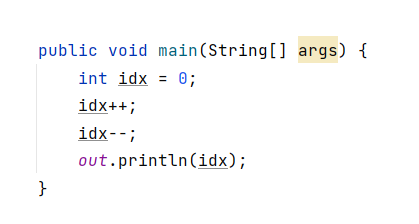 public void main(String[] args) {
    int idx = 0;
    idx++;
    idx--;
    out.println(idx);
}